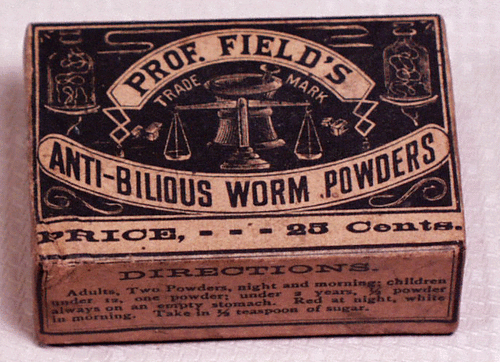 PROF. FIELD'S
TRADE MARK
ANTI-BILIOUS WORM POWDERS
PRICE, - - - 25 Cents.
DIRECTIONS.
Adults, Two Powders, night and morning; children
under 12, one powder; under 2 years, ½ powder
always on an empty stomach. Red at night, white
in morning. Take in ½ teaspoon of sugar.